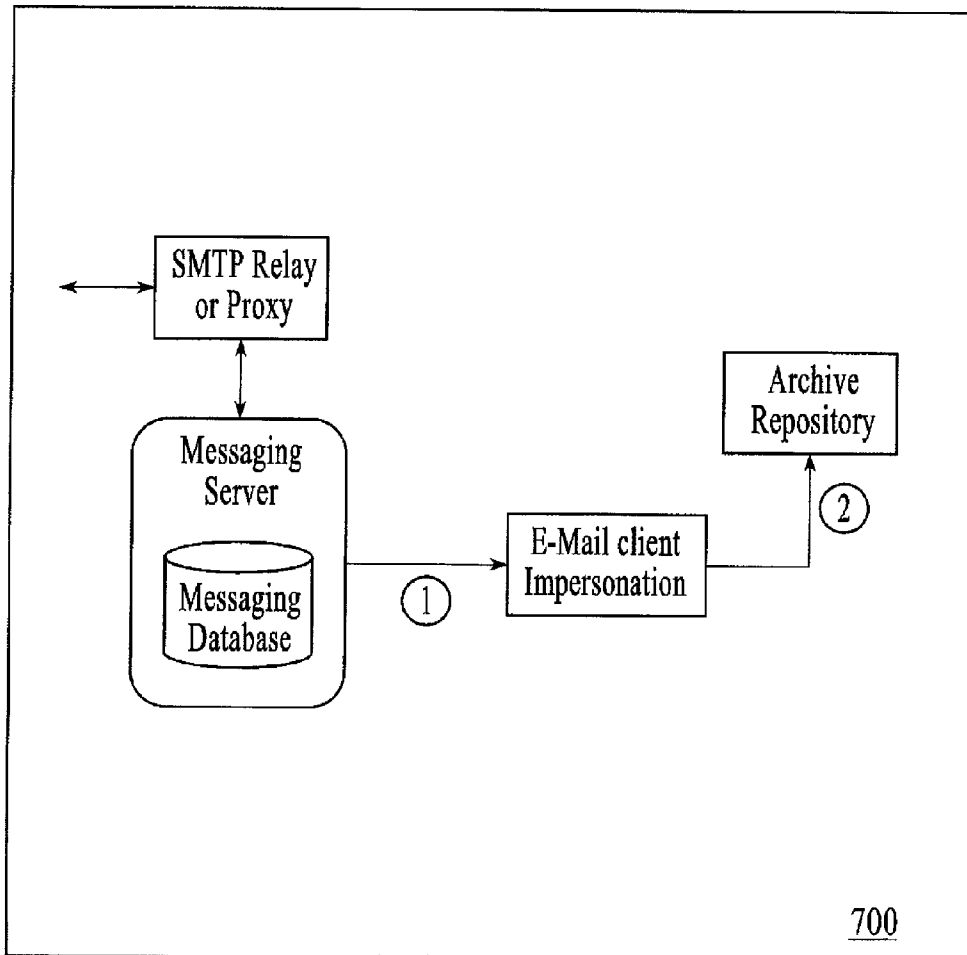 SMTP Relay
or Proxy
Messaging
Server
Messaging
Database
1
E-Mail client
Impersonation
2
Archive
Repository
700